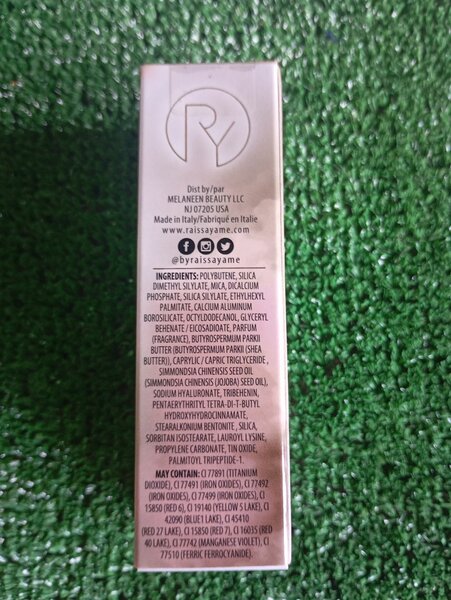 RY
Dist by/par
MELANEEN BEAUTY LLC
NJ 07205 USA
Made in Italy/Fabriqué en Italie
www.raissayame.com
@byraissayame
INGREDIENTS: POLYBUTENE, SILICA
DIMETHYL SILYLATE, MICA, DICALCIUM
PHOSPHATE, SILICA SILYLATE, ETHYLHEXYL
PALMITATE, CALCIUM ALUMINUM
BOROSILICATE, OCTYLDODECANOL, GLYCERYL
BEHENATE / EICOSADIOATE, PARFUM
(FRAGRANCE), BUTYROSPERMUM PARKII
BUTTER (BUTYROSPERMUM PARKII (SHEA
BUTTER)), CAPRYLIC / CAPRIC TRIGLYCERIDE ,
SIMMONDSIA CHINENSIS SEED OIL
(SIMMONDSIA CHINENSIS (JOJOBA) SEED OIL),
SODIUM HYALURONATE, TRIBEHENIN,
PENTAERYTHRITYL TETRA-DI-T-BUTYL
HYDROXYHYDROCINNAMATE,
STEARALKONIUM BENTONITE , SILICA,
SORBITAN ISOSTEARATE, LAUROYL LYSINE,
PROPYLENE CARBONATE, TIN OXIDE,
PALMITOYL TRIPEPTIDE-1.
MAY CONTAIN: CI 77891 (TITANIUM
DIOXIDE), CI 77491 (IRON OXIDES), CI 77492
(IRON OXIDES), CI 77499 (IRON OXIDES), CI
15850 (RED 6), CI 19140 (YELLOW 5 LAKE), CI
42090 (BLUE1 LAKE), CI 45410
(RED 27 LAKE), CI 15850 (RED 7), CI 16035 (RED
40 LAKE), CI 77742 (MANGANESE VIOLET), CI
77510 (FERRIC FERROCYANIDE).